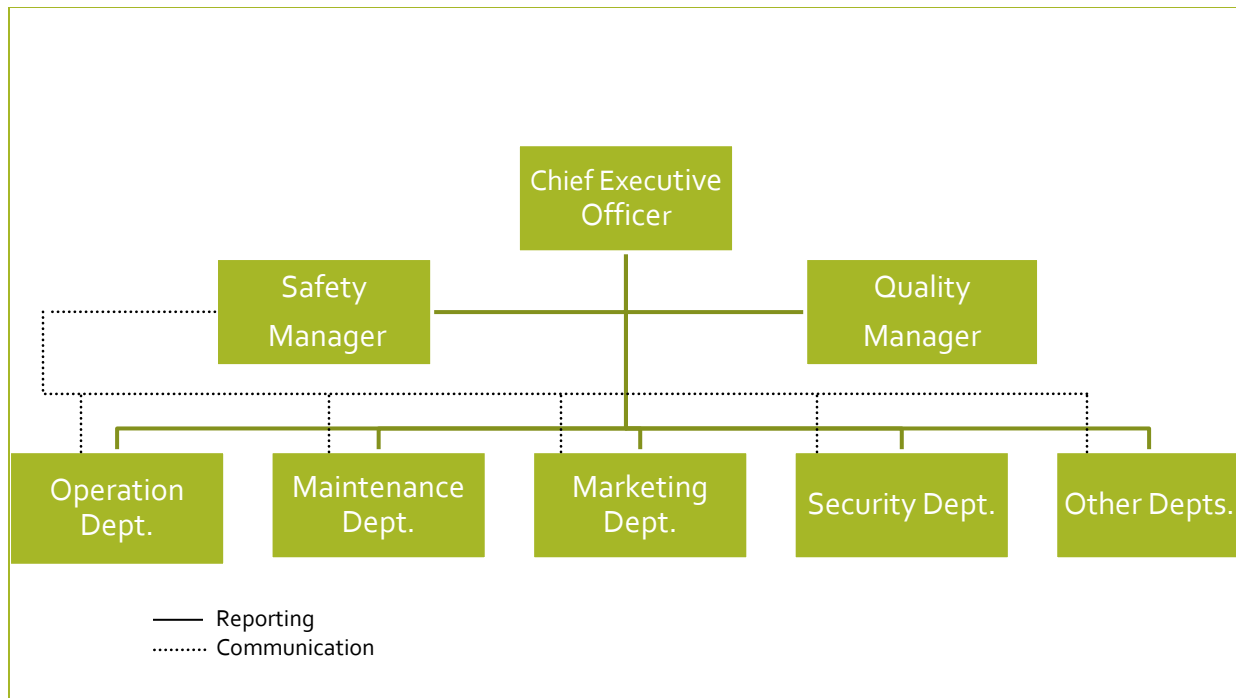 Chief Executive
Officer
Safety
Manager
Quality
Manager
Operation
Dept.
Maintenance
Dept.
Marketing
Dept.
Security Dept.
Other Depts.
Reporting
Communication